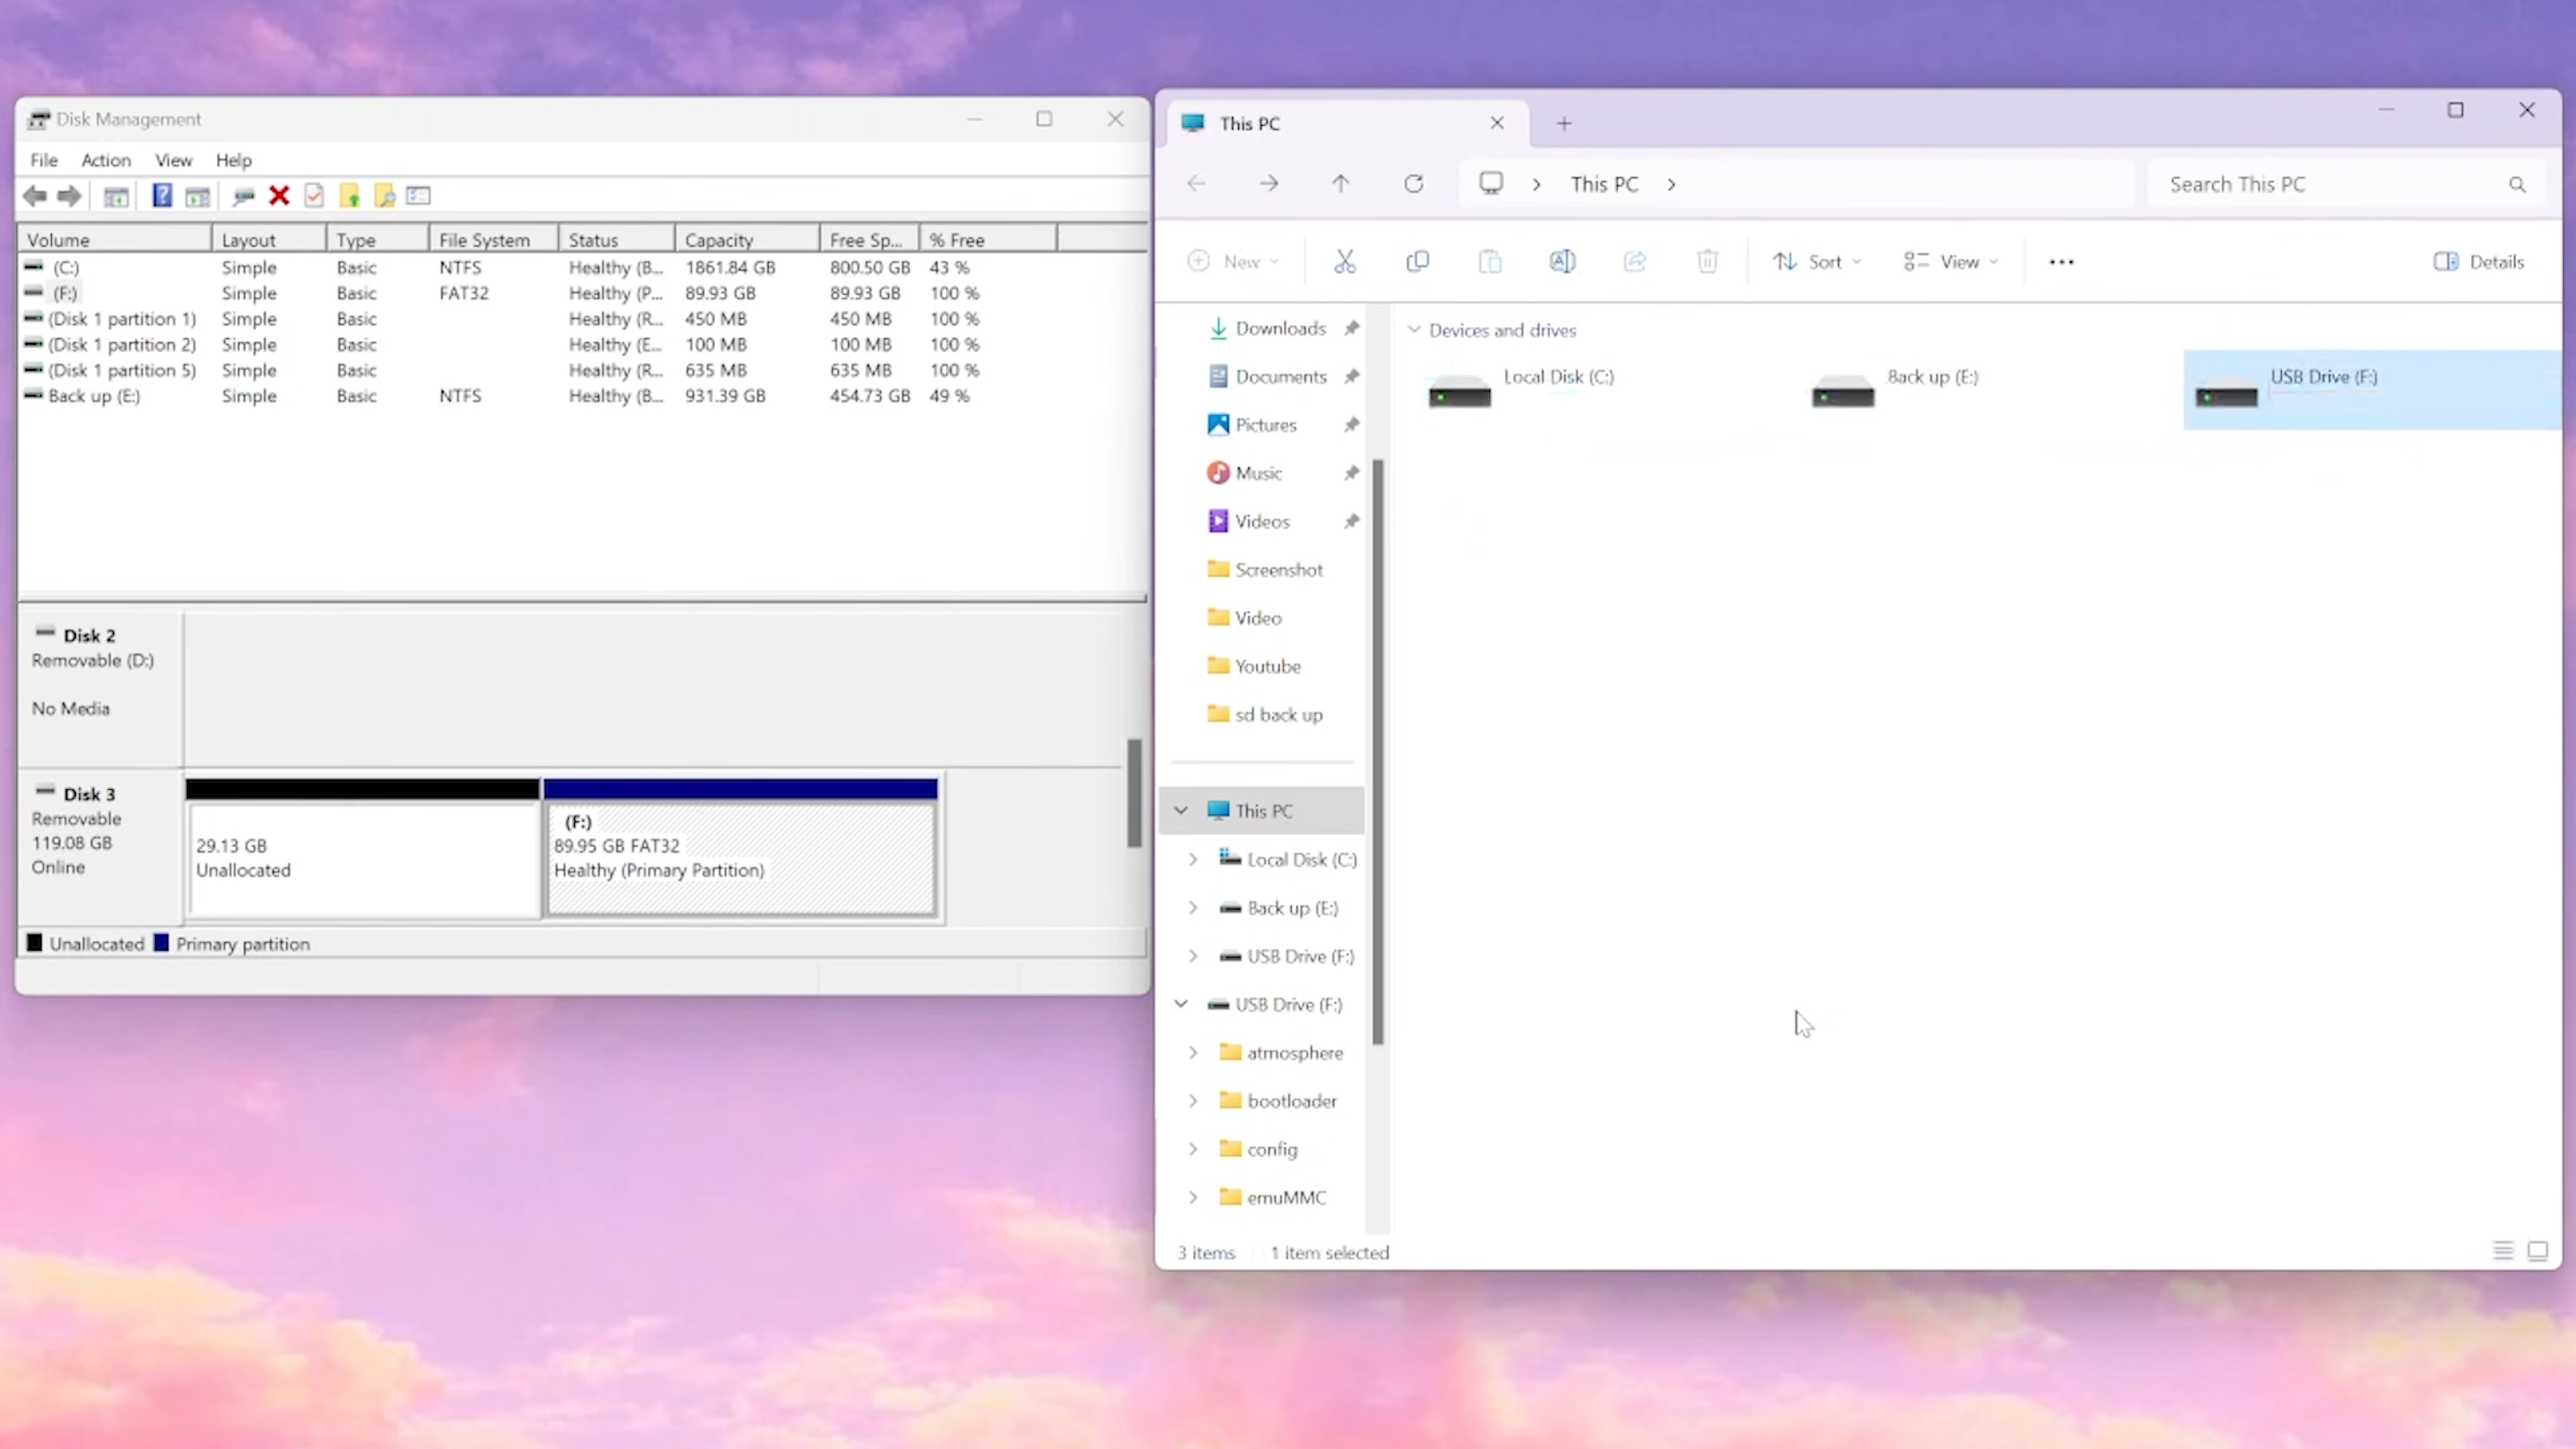 Disk Management
File Action View Help
Volume Layout Type File System Status Capacity Free Sp... % Free
(C:) Simple Basic NTFS Healthy (B... 1861.84 GB 800.50 GB 43 %
(F:) Simple Basic FAT32 Healthy (P... 89.93 GB 89.93 GB 100 %
(Disk 1 partition 1) Simple Basic Healthy (R... 450 MB 450 MB 100 %
(Disk 1 partition 2) Simple Basic Healthy (E... 100 MB 100 MB 100 %
(Disk 1 partition 5) Simple Basic Healthy (R... 635 MB 635 MB 100 %
Back up (E:) Simple Basic NTFS Healthy (B... 931.39 GB 454.73 GB 49 %
Disk 2
Removable (D:)
No Media
Disk 3
Removable
119.08 GB
Online
29.13 GB
Unallocated
(F:)
89.95 GB FAT32
Healthy (Primary Partition)
Unallocated Primary partition
This PC
This PC
Search This PC
New Sort View Details
Downloads
Documents
Pictures
Music
Videos
Screenshot
Video
Youtube
sd back up
This PC
Local Disk (C:)
Back up (E:)
USB Drive (F:)
USB Drive (F:)
atmosphere
bootloader
config
emuMMC
Devices and drives
Local Disk (C:) Back up (E:) USB Drive (F:)
3 items 1 item selected